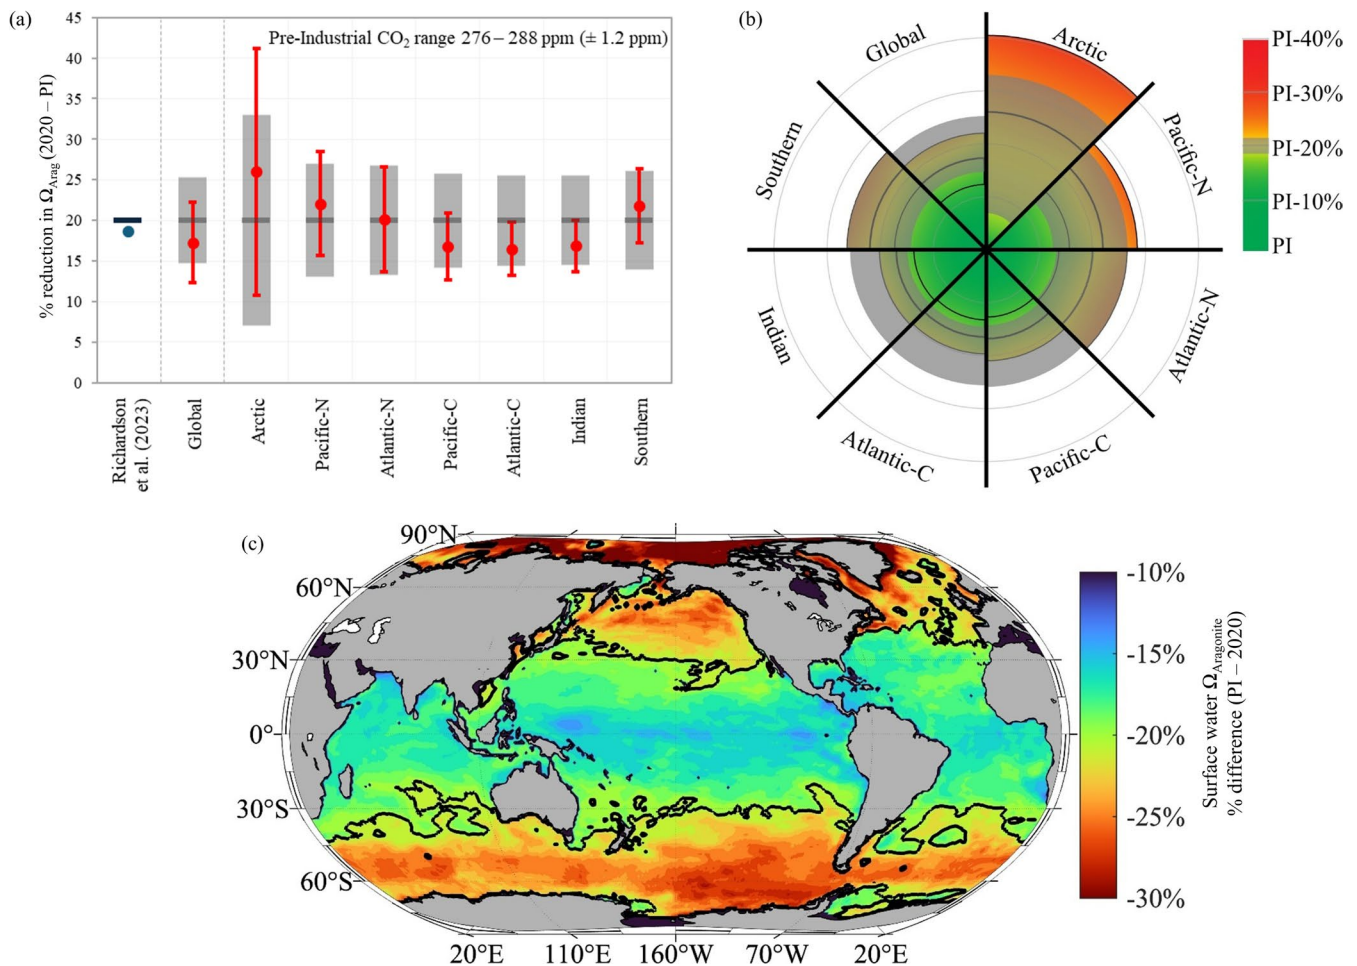 (a)
Pre-Industrial CO₂ range 276 – 288 ppm (± 1.2 ppm)
% reduction in Ω_Arag (2020 – PI)
45
40
35
30
25
20
15
10
5
0
Richardson
et al. (2023)
Global
Arctic
Pacific-N
Atlantic-N
Pacific-C
Atlantic-C
Indian
Southern
(b)
Global
Arctic
Pacific-N
Atlantic-N
Pacific-C
Atlantic-C
Indian
Southern
PI-40%
PI-30%
PI-20%
PI-10%
PI
(c)
90°N
60°N
30°N
0°
30°S
60°S
20°E
110°E
160°W
70°W
20°E
-10%
-15%
-20%
-25%
-30%
Surface water Ω_Aragonite
% difference (PI – 2020)